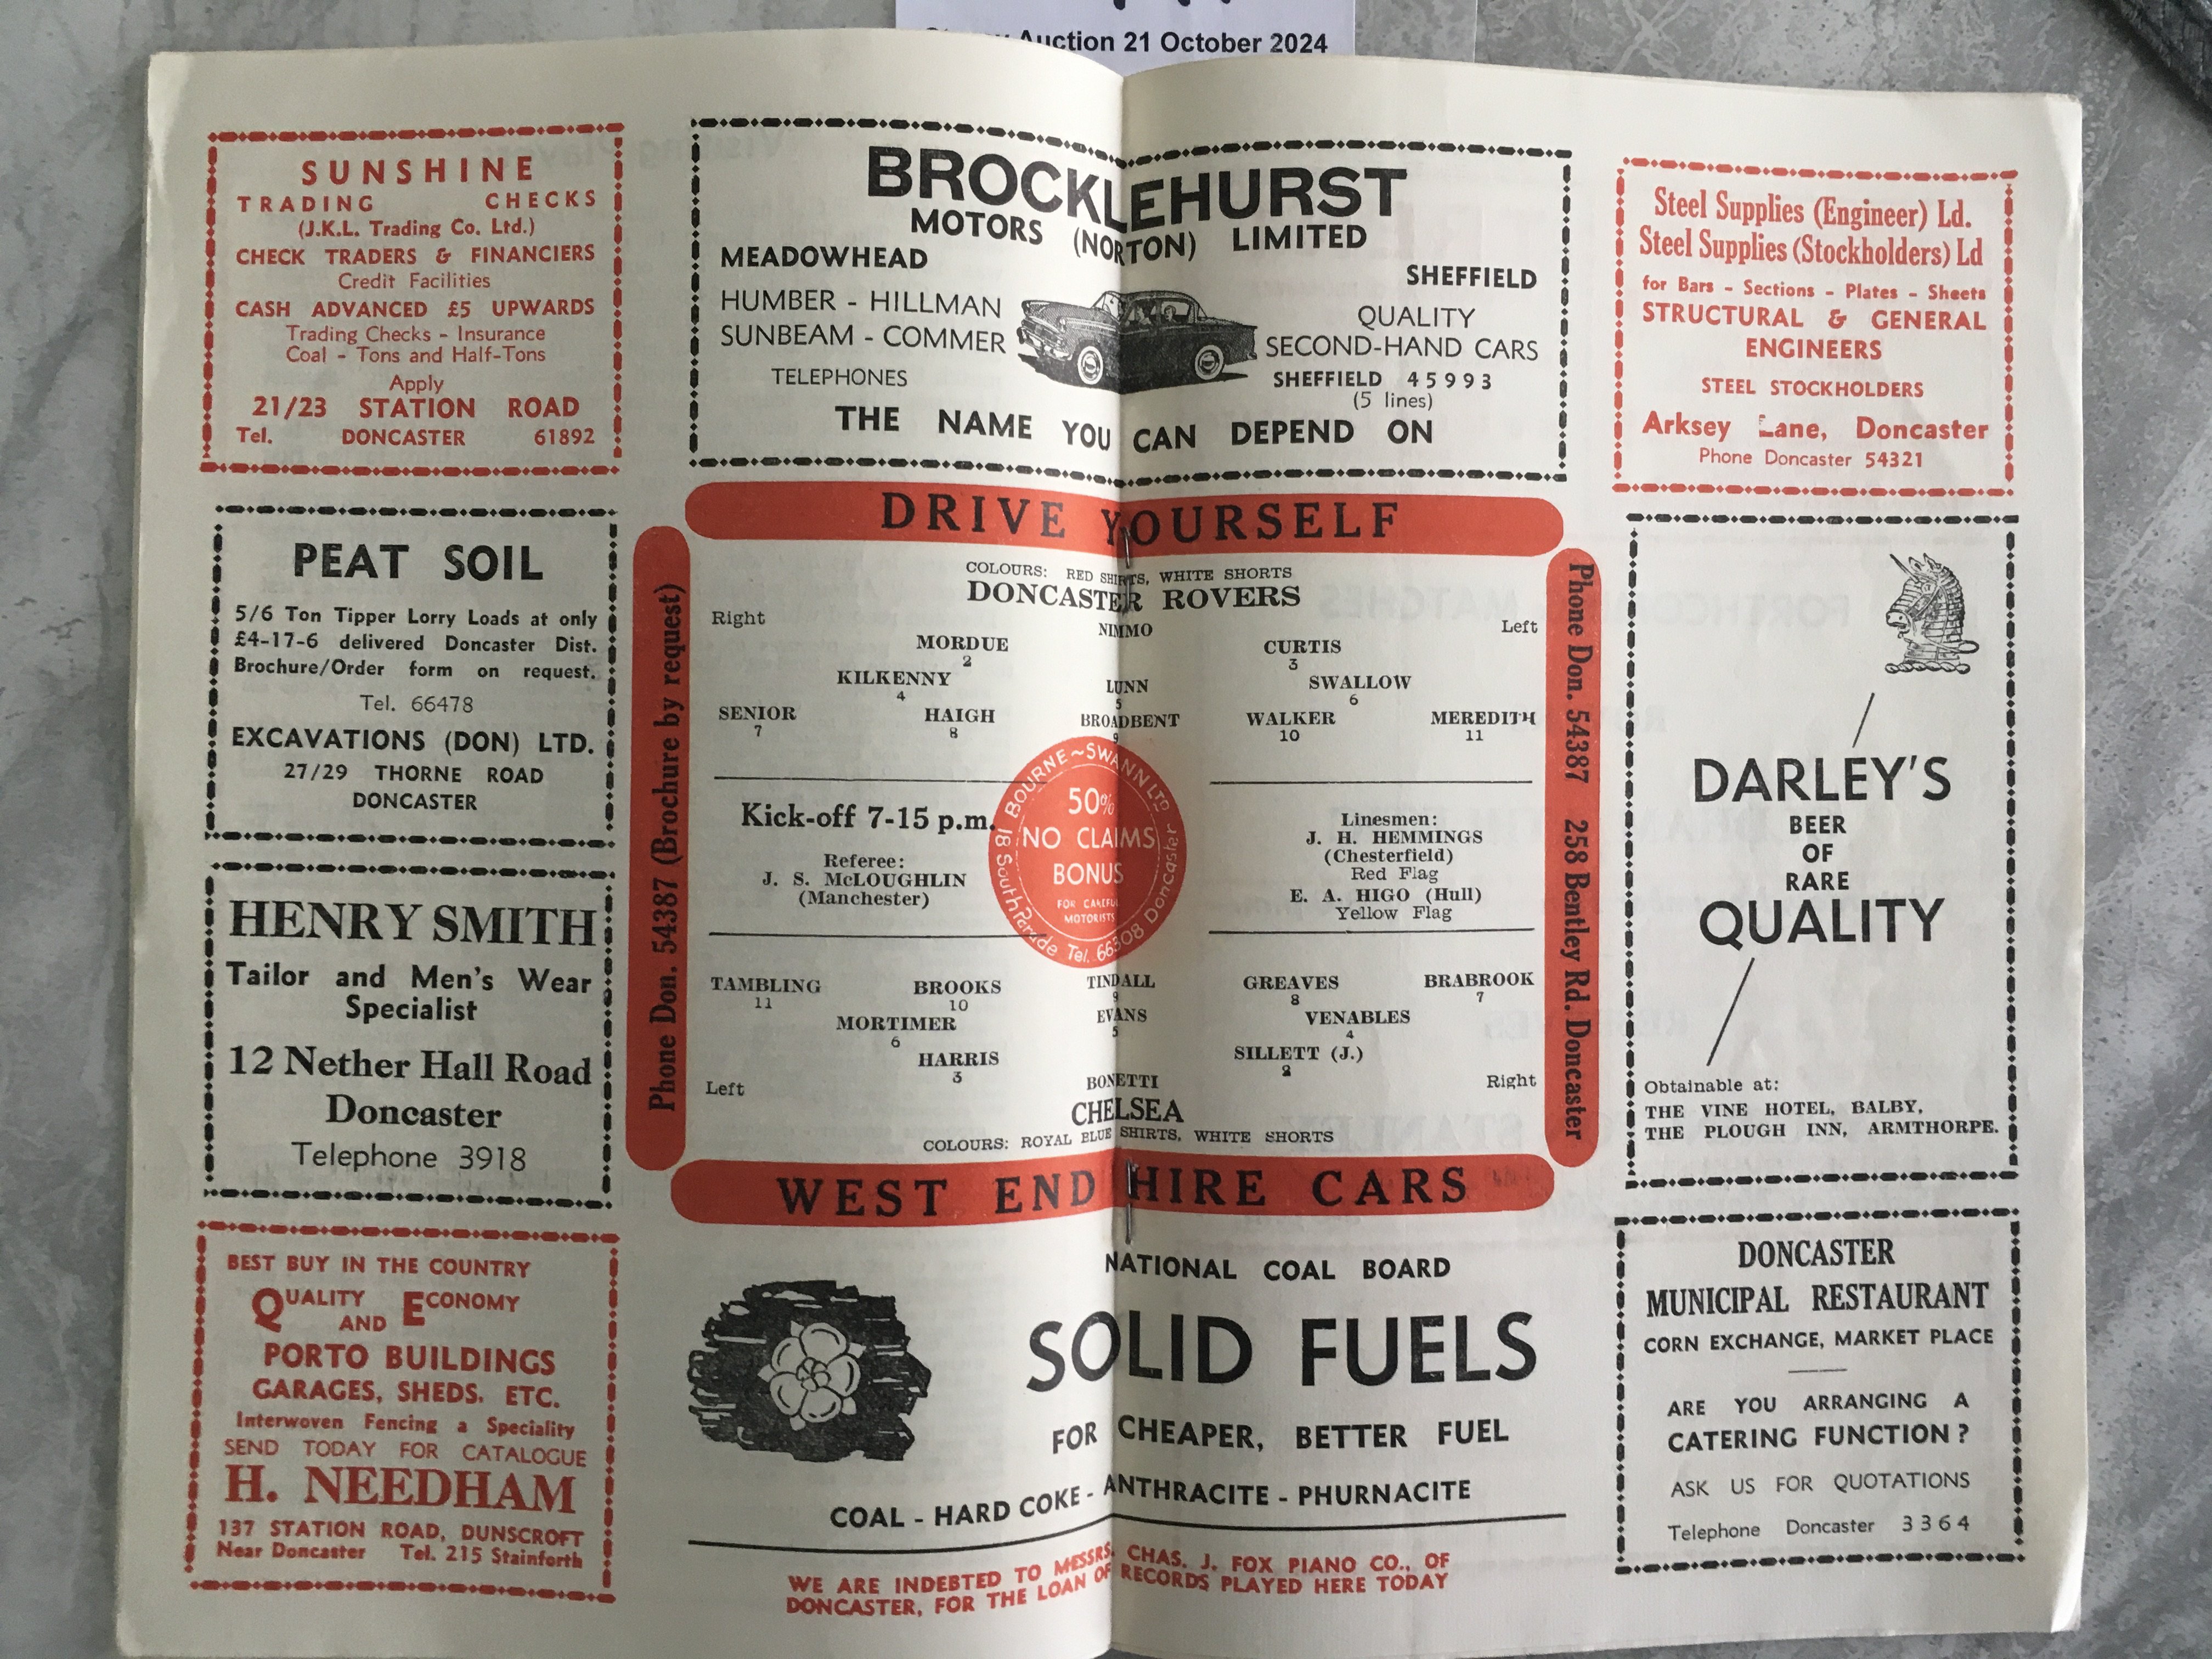 Auction 21 October 2024
SUNSHINE
TRADING CHECKS
(J.K.L. Trading Co. Ltd.)
CHECK TRADERS & FINANCIERS
Credit Facilities
CASH ADVANCED £5 UPWARDS
Trading Checks - Insurance
Coal - Tons and Half-Tons
Apply
21/23 STATION ROAD
Tel. DONCASTER 61892
PEAT SOIL
5/6 Ton Tipper Lorry Loads at only
£4-17-6 delivered Doncaster Dist.
Brochure/Order form on request.
Tel. 66478
EXCAVATIONS (DON) LTD.
27/29 THORNE ROAD
DONCASTER
HENRY SMITH
Tailor and Men's Wear
Specialist
12 Nether Hall Road
Doncaster
Telephone 3918
BEST BUY IN THE COUNTRY
QUALITY AND ECONOMY
PORTO BUILDINGS
GARAGES, SHEDS. ETC.
Interwoven Fencing a Speciality
SEND TODAY FOR CATALOGUE
H. NEEDHAM
137 STATION ROAD, DUNSCROFT
Near Doncaster Tel. 215 Stainforth
BROCKLEHURST
MOTORS (NORTON) LIMITED
MEADOWHEAD
SHEFFIELD
HUMBER - HILLMAN
SUNBEAM - COMMER
QUALITY
SECOND-HAND CARS
TELEPHONES
SHEFFIELD 45993
(5 lines)
THE NAME YOU CAN DEPEND ON
DRIVE YOURSELF
Phone Don. 54387 (Brochure by request)
COLOURS: RED SHIRTS, WHITE SHORTS
DONCASTER ROVERS
Right
Left
NIMMO
MORDUE CURTIS
2 3
KILKENNY LUNN SWALLOW
4 5 6
SENIOR HAIGH BROADBENT WALKER MEREDITH
7 8 9 10 11
Kick-off 7-15 p.m.
Referee:
J. S. McLOUGHLIN
(Manchester)
BOURNE~SWANN LTD
50%
NO CLAIMS
BONUS
FOR CAREFUL
MOTORISTS
18 South Parade Tel. 66308 Doncaster
Linesmen:
J. H. HEMMINGS
(Chesterfield)
Red Flag
E. A. HIGO (Hull)
Yellow Flag
TAMBLING BROOKS TINDALL GREAVES BRABROOK
11 10 9 8 7
MORTIMER EVANS VENABLES
6 5 4
HARRIS SILLETT (J.)
3 2
Left
BONETTI
Right
CHELSEA
COLOURS: ROYAL BLUE SHIRTS, WHITE SHORTS
Phone Don. 54387 258 Bentley Rd. Doncaster
WEST END HIRE CARS
NATIONAL COAL BOARD
SOLID FUELS
FOR CHEAPER, BETTER FUEL
COAL - HARD COKE - ANTHRACITE - PHURNACITE
WE ARE INDEBTED TO MESSRS. CHAS. J. FOX PIANO CO., OF
DONCASTER, FOR THE LOAN OF RECORDS PLAYED HERE TODAY
Steel Supplies (Engineer) Ld.
Steel Supplies (Stockholders) Ld
for Bars - Sections - Plates - Sheets
STRUCTURAL & GENERAL
ENGINEERS
STEEL STOCKHOLDERS
Arksey Lane, Doncaster
Phone Doncaster 54321
DARLEY'S
BEER
OF
RARE
QUALITY
Obtainable at:
THE VINE HOTEL, BALBY,
THE PLOUGH INN, ARMTHORPE.
DONCASTER
MUNICIPAL RESTAURANT
CORN EXCHANGE, MARKET PLACE
ARE YOU ARRANGING A
CATERING FUNCTION?
ASK US FOR QUOTATIONS
Telephone Doncaster 3364